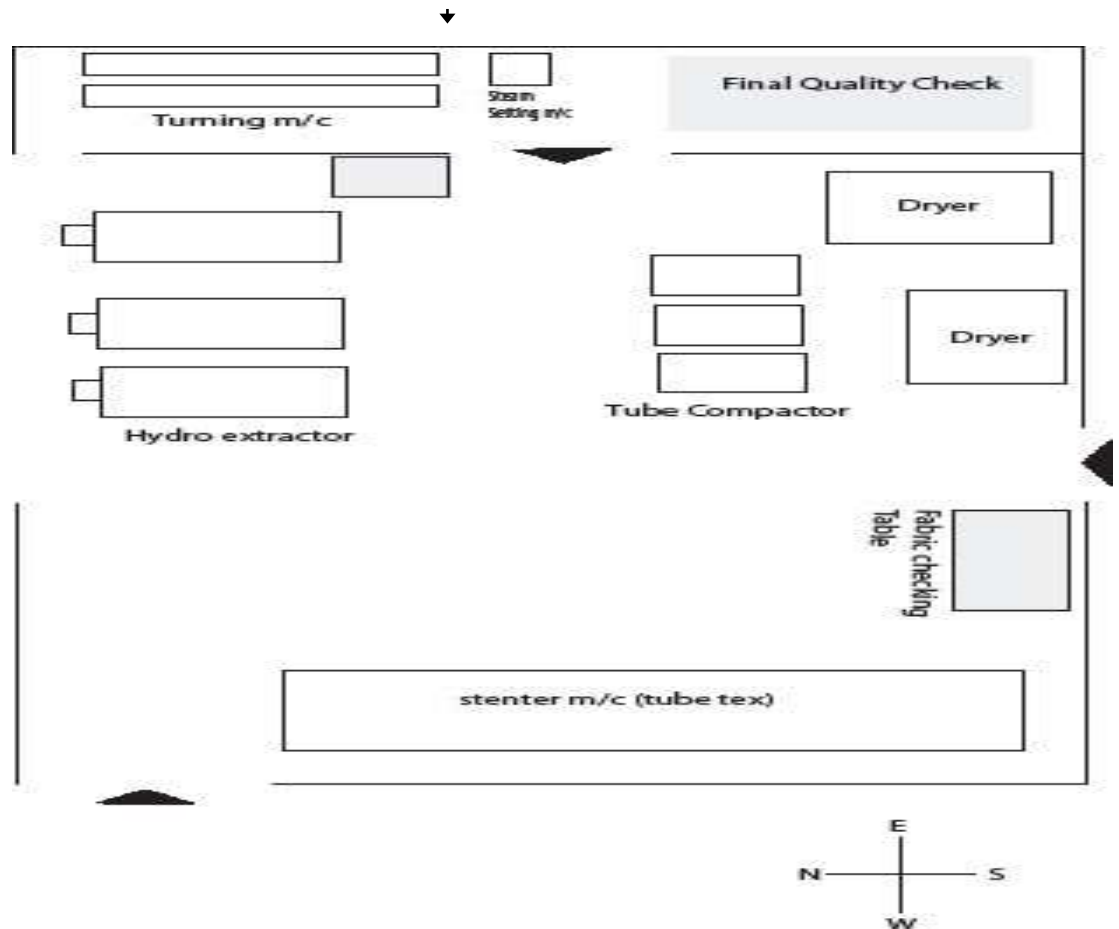 Final Quality Check
Steam
Setting m/c
Turning m/c
Dryer
Dryer
Tube Compactor
Hydro extractor
Fabric checking
Table
stenter m/c (tube tex)
E
N
S
W